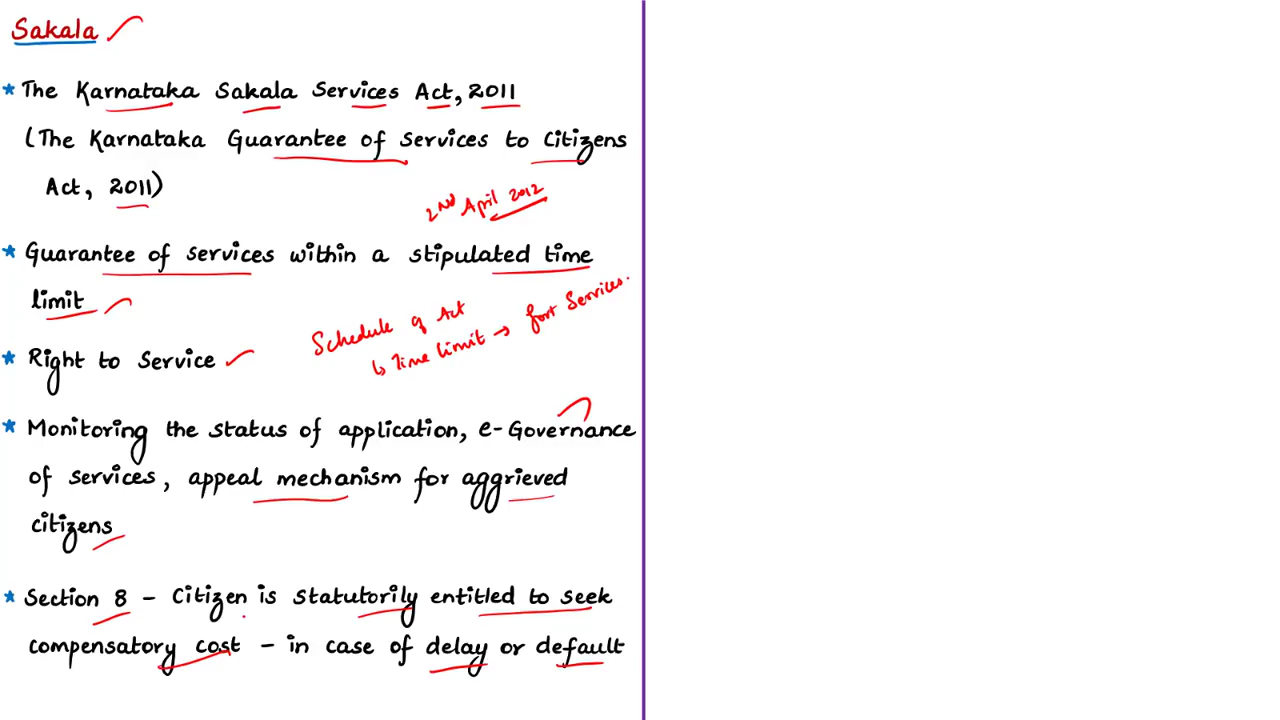 Sakala
* The Karnataka Sakala Services Act, 2011
(The Karnataka Guarantee of Services to Citizens
Act, 2011)
2nd April 2012
* Guarantee of services within a stipulated time
limit
Schedule of Act
↳ Time limit → for Services.
* Right to Service
* Monitoring the status of application, e-Governance
of services, appeal mechanism for aggrieved
citizens
* Section 8 - Citizen is statutorily entitled to seek
compensatory cost - in case of delay or default